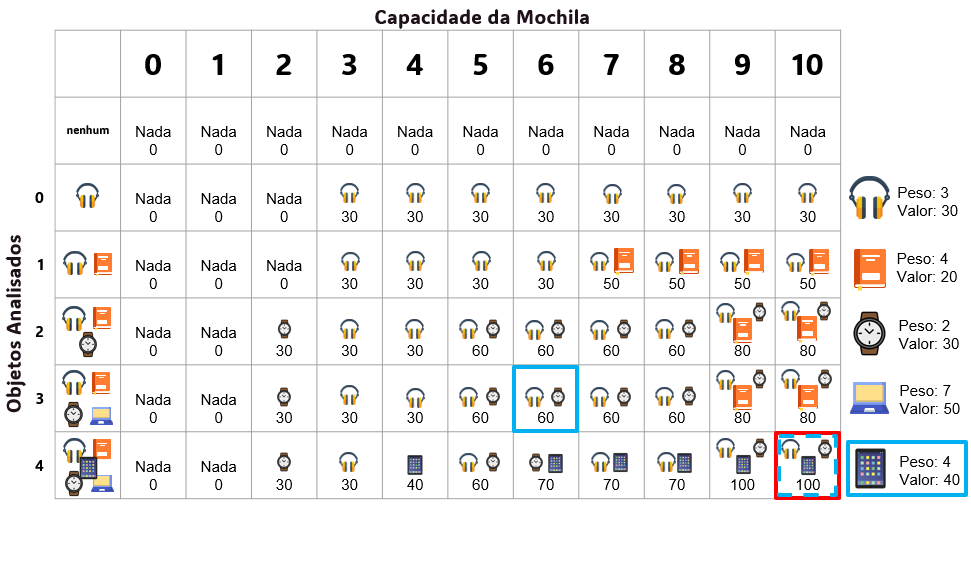 Capacidade da Mochila
0 1 2 3 4 5 6 7 8 9 10
nenhum Nada Nada Nada Nada Nada Nada Nada Nada Nada Nada Nada
0 0 0 0 0 0 0 0 0 0 0
Objetos Analisados
0 Nada Nada Nada
0 0 0 30 30 30 30 30 30 30 30
Peso: 3
Valor: 30
1 Nada Nada Nada
0 0 0 30 30 30 30 50 50 50 50
Peso: 4
Valor: 20
2 Nada Nada
0 0 30 30 30 60 60 60 60 80 80
Peso: 2
Valor: 30
3 Nada Nada
0 0 30 30 30 60 60 60 60 80 80
Peso: 7
Valor: 50
4 Nada Nada
0 0 30 30 40 60 70 70 70 100 100
Peso: 4
Valor: 40